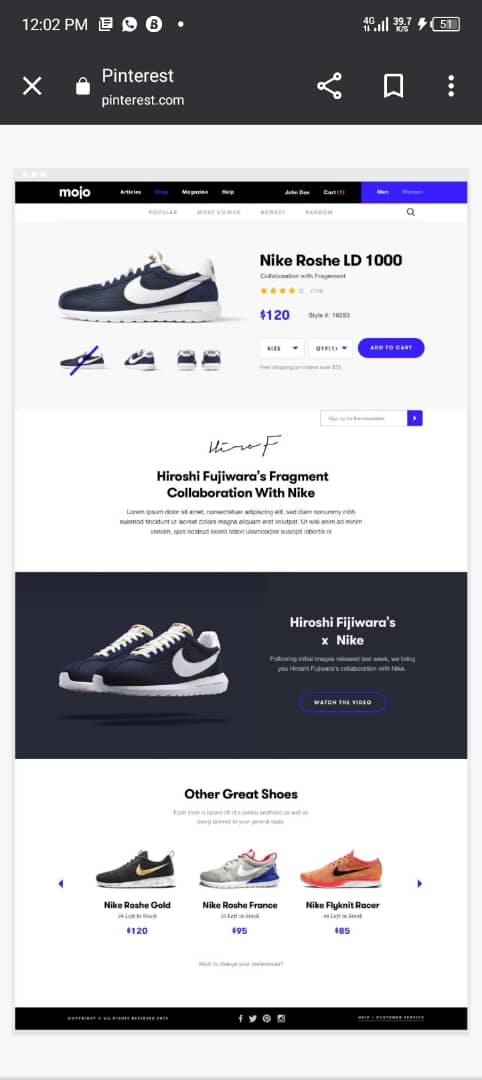 12:02 PM
4G 39.7 K/S 51
Pinterest
pinterest.com
mojo Articles Shop Magazine Help John Doe Cart (1) Men Women
POPULAR MOST VIEWED NEWEST RANDOM
Nike Roshe LD 1000
Collaboration with Fragement
$120 Style #: 19283
SIZE QTY(1) ADD TO CART
Free shipping on orders over $75
Sign up for the newsletter
Hiro F
Hiroshi Fujiwara's Fragment
Collaboration With Nike
Lorem ipsum dolor sit amet, consectetuer adipiscing elit, sed diam nonummy nibh
euismod tincidunt ut laoreet dolore magna aliquam erat volutpat. Ut wisi enim ad minim
veniam, quis nostrud exerci tation ulamcorper suscipit lobortis ni
Hiroshi Fijiwara's
x Nike
Following initial images released last week, we bring
you Hiroshi Fujiwara's collaboration with Nike.
WATCH THE VIDEO
Other Great Shoes
Each shoe is based off of a similar aesthetic as well as
being tailored to your general taste.
Nike Roshe Gold Nike Roshe France Nike Flyknit Racer
24 Left in Stock Left in Stock Left in Stock
$120 $95 $85
Want to change your preferences?
COPYRIGHT © ALL RIGHTS RESERVED HELP / CUSTOMER SERVICE